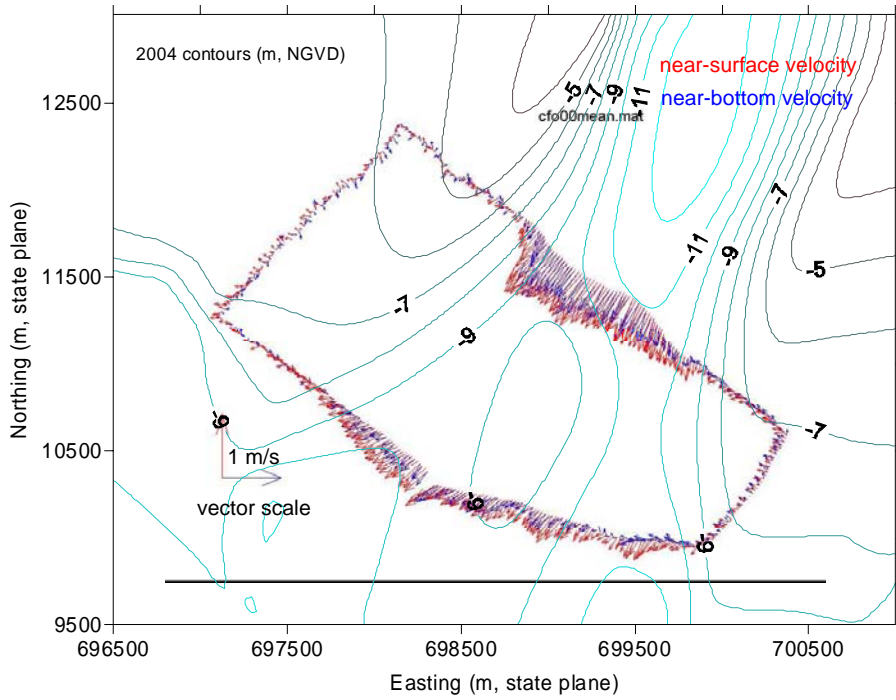 2004 contours (m, NGVD)
near-surface velocity
near-bottom velocity
cfo00mean.mat
-5
-7
-9
-11
-7
-5
-11
-9
-7
-9
-7
-9
-9
-9
1 m/s
vector scale
12500
11500
10500
9500
696500
697500
698500
699500
700500
Northing (m, state plane)
Easting (m, state plane)